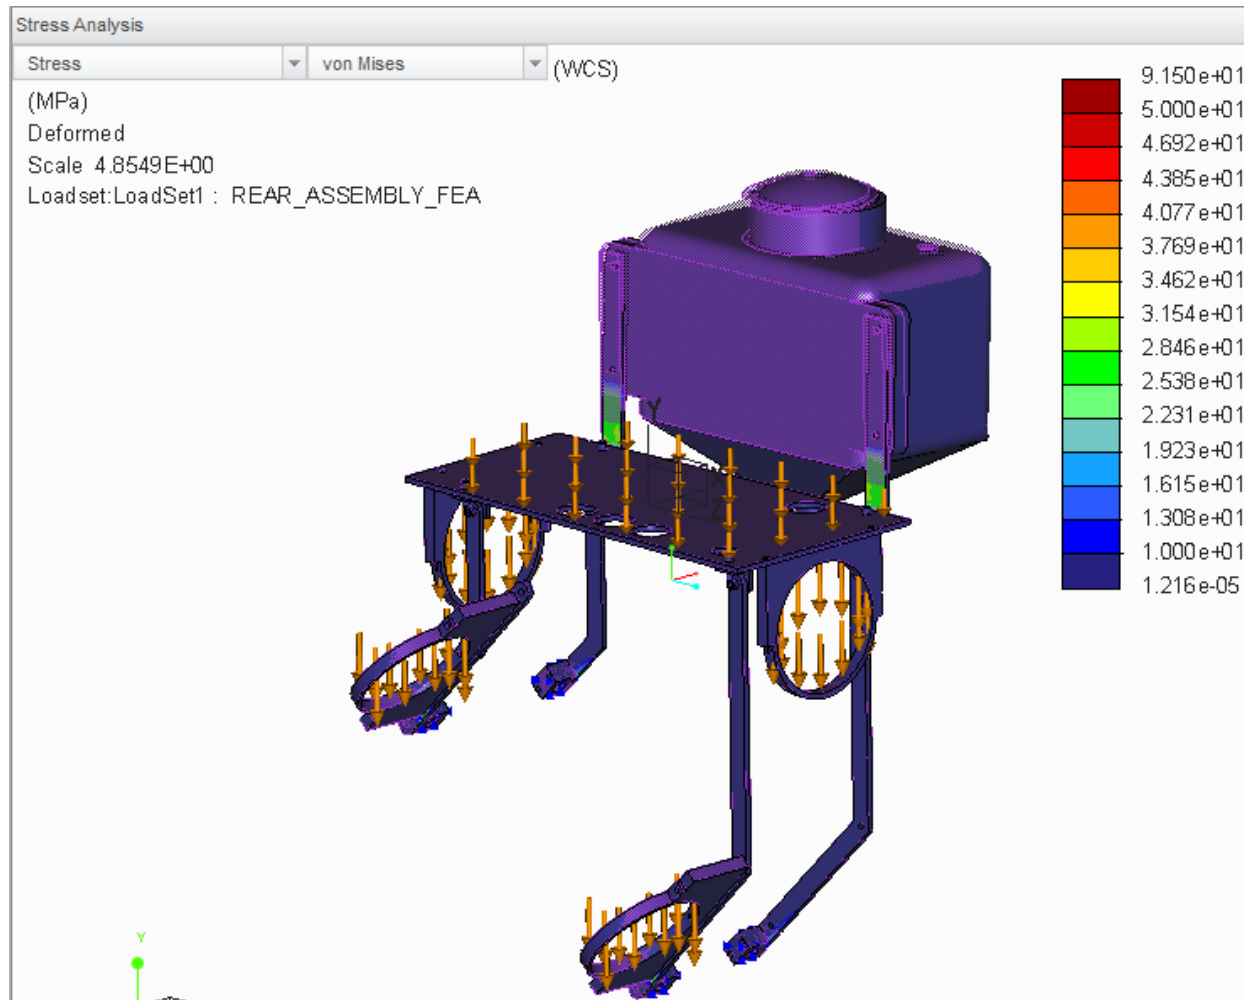 Stress Analysis
Stress von Mises (WCS)
(MPa)
Deformed
Scale 4.8549E+00
Loadset:LoadSet1 : REAR_ASSEMBLY_FEA
9.150e+01
5.000e+01
4.692e+01
4.385e+01
4.077e+01
3.769e+01
3.462e+01
3.154e+01
2.846e+01
2.538e+01
2.231e+01
1.923e+01
1.615e+01
1.308e+01
1.000e+01
1.216e-05
Y
X
Z
Y